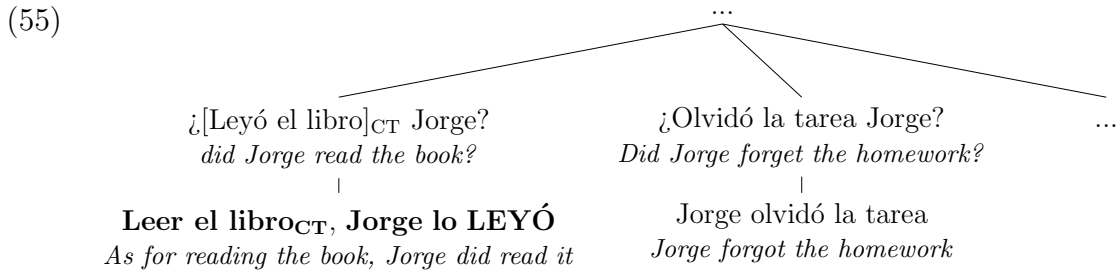 (55)
...
¿[Leyó el libro]CT Jorge? ¿Olvidó la tarea Jorge? ...
did Jorge read the book? Did Jorge forget the homework?
Leer el libroCT, Jorge lo LEYÓ Jorge olvidó la tarea
As for reading the book, Jorge did read it Jorge forgot the homework